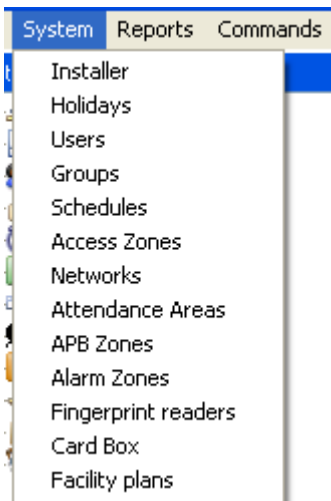 System Reports Commands
Installer
Holidays
Users
Groups
Schedules
Access Zones
Networks
Attendance Areas
APB Zones
Alarm Zones
Fingerprint readers
Card Box
Facility plans